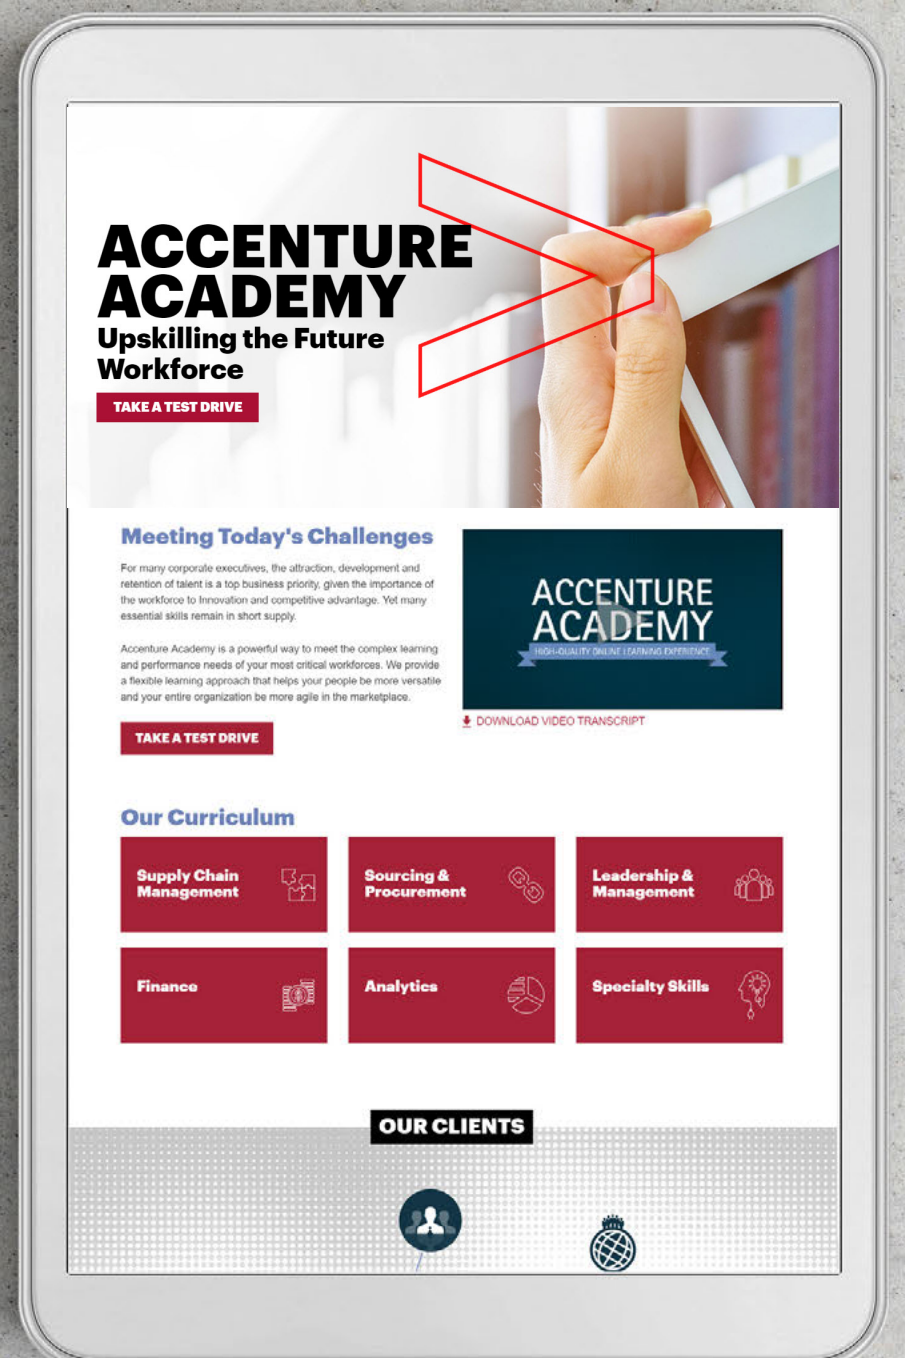 ACCENTURE
ACADEMY
Upskilling the Future
Workforce
TAKE A TEST DRIVE
Meeting Today's Challenges
For many corporate executives, the attraction, development and
retention of talent is a top business priority, given the importance of
the workforce to Innovation and competitive advantage. Yet many
essential skills remain in short supply.
Accenture Academy is a powerful way to meet the complex learning
and performance needs of your most critical workforces. We provide
a flexible learning approach that helps your people be more versatile
and your entire organization be more agile in the marketplace.
TAKE A TEST DRIVE
ACCENTURE
ACADEMY
HIGH-QUALITY ONLINE LEARNING EXPERIENCE
DOWNLOAD VIDEO TRANSCRIPT
Our Curriculum
Supply Chain
Management
Sourcing &
Procurement
Leadership &
Management
Finance
Analytics
Specialty Skills
OUR CLIENTS